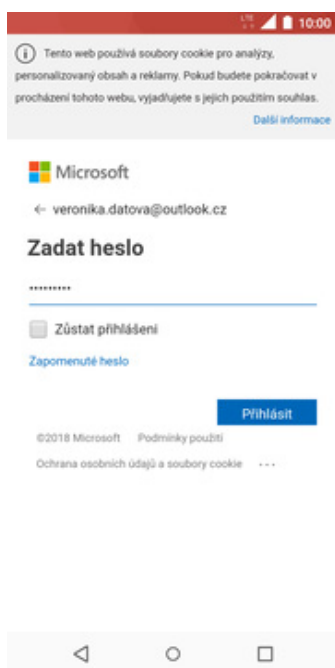 LTE 10:00
Tento web používá soubory cookie pro analýzy,
personalizovaný obsah a reklamy. Pokud budete pokračovat v
procházení tohoto webu, vyjadřujete s jejich použitím souhlas.
Další informace
Microsoft
← veronika.datova@outlook.cz
Zadat heslo
•••••••••
Zůstat přihlášeni
Zapomenuté heslo
Přihlásit
©2018 Microsoft Podmínky použití
Ochrana osobních údajů a soubory cookie ...